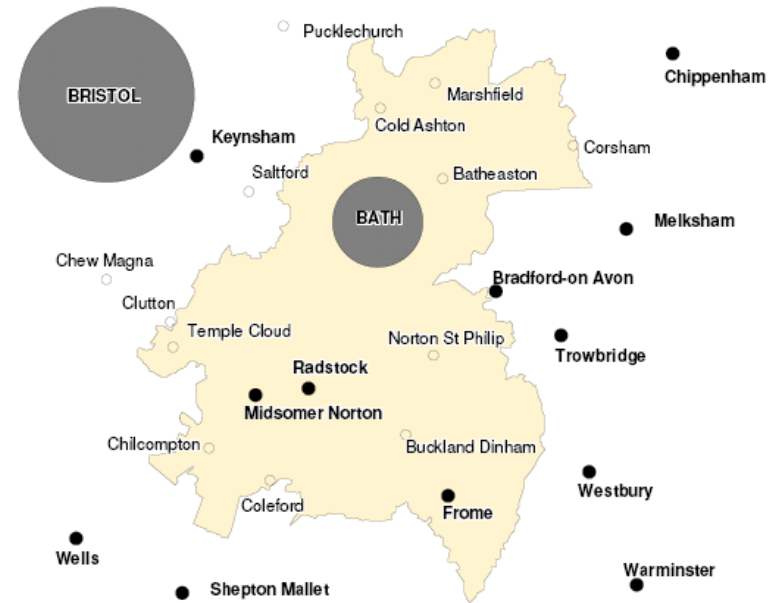 Pucklechurch
Chippenham
BRISTOL
Marshfield
Cold Ashton
Keynsham
Corsham
Saltford
Batheaston
BATH
Melksham
Chew Magna
Bradford-on Avon
Clutton
Temple Cloud
Norton St Philip
Trowbridge
Radstock
Midsomer Norton
Chilcompton
Buckland Dinham
Westbury
Coleford
Frome
Wells
Warminster
Shepton Mallet